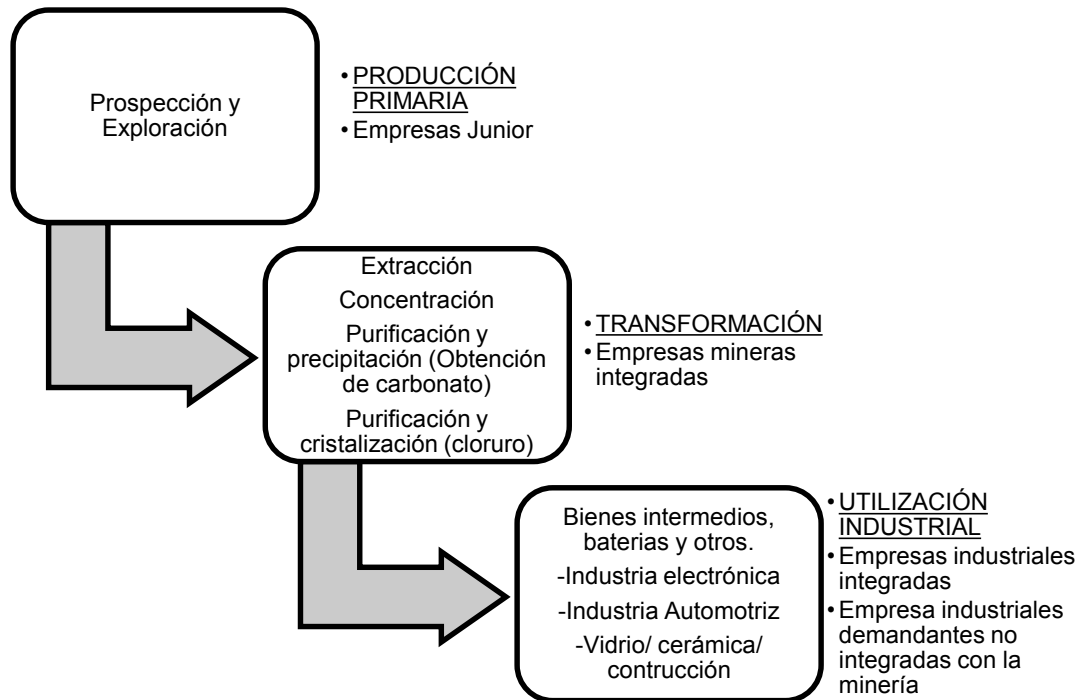 Prospección y
Exploración
• PRODUCCIÓN
PRIMARIA
• Empresas Junior
Extracción
Concentración
Purificación y
precipitación (Obtención
de carbonato)
Purificación y
cristalización (cloruro)
• TRANSFORMACIÓN
• Empresas mineras
integradas
Bienes intermedios,
baterias y otros.
-Industria electrónica
-Industria Automotriz
-Vidrio/ cerámica/
contrucción
• UTILIZACIÓN
INDUSTRIAL
• Empresas industriales
integradas
• Empresa industriales
demandantes no
integradas con la
minería